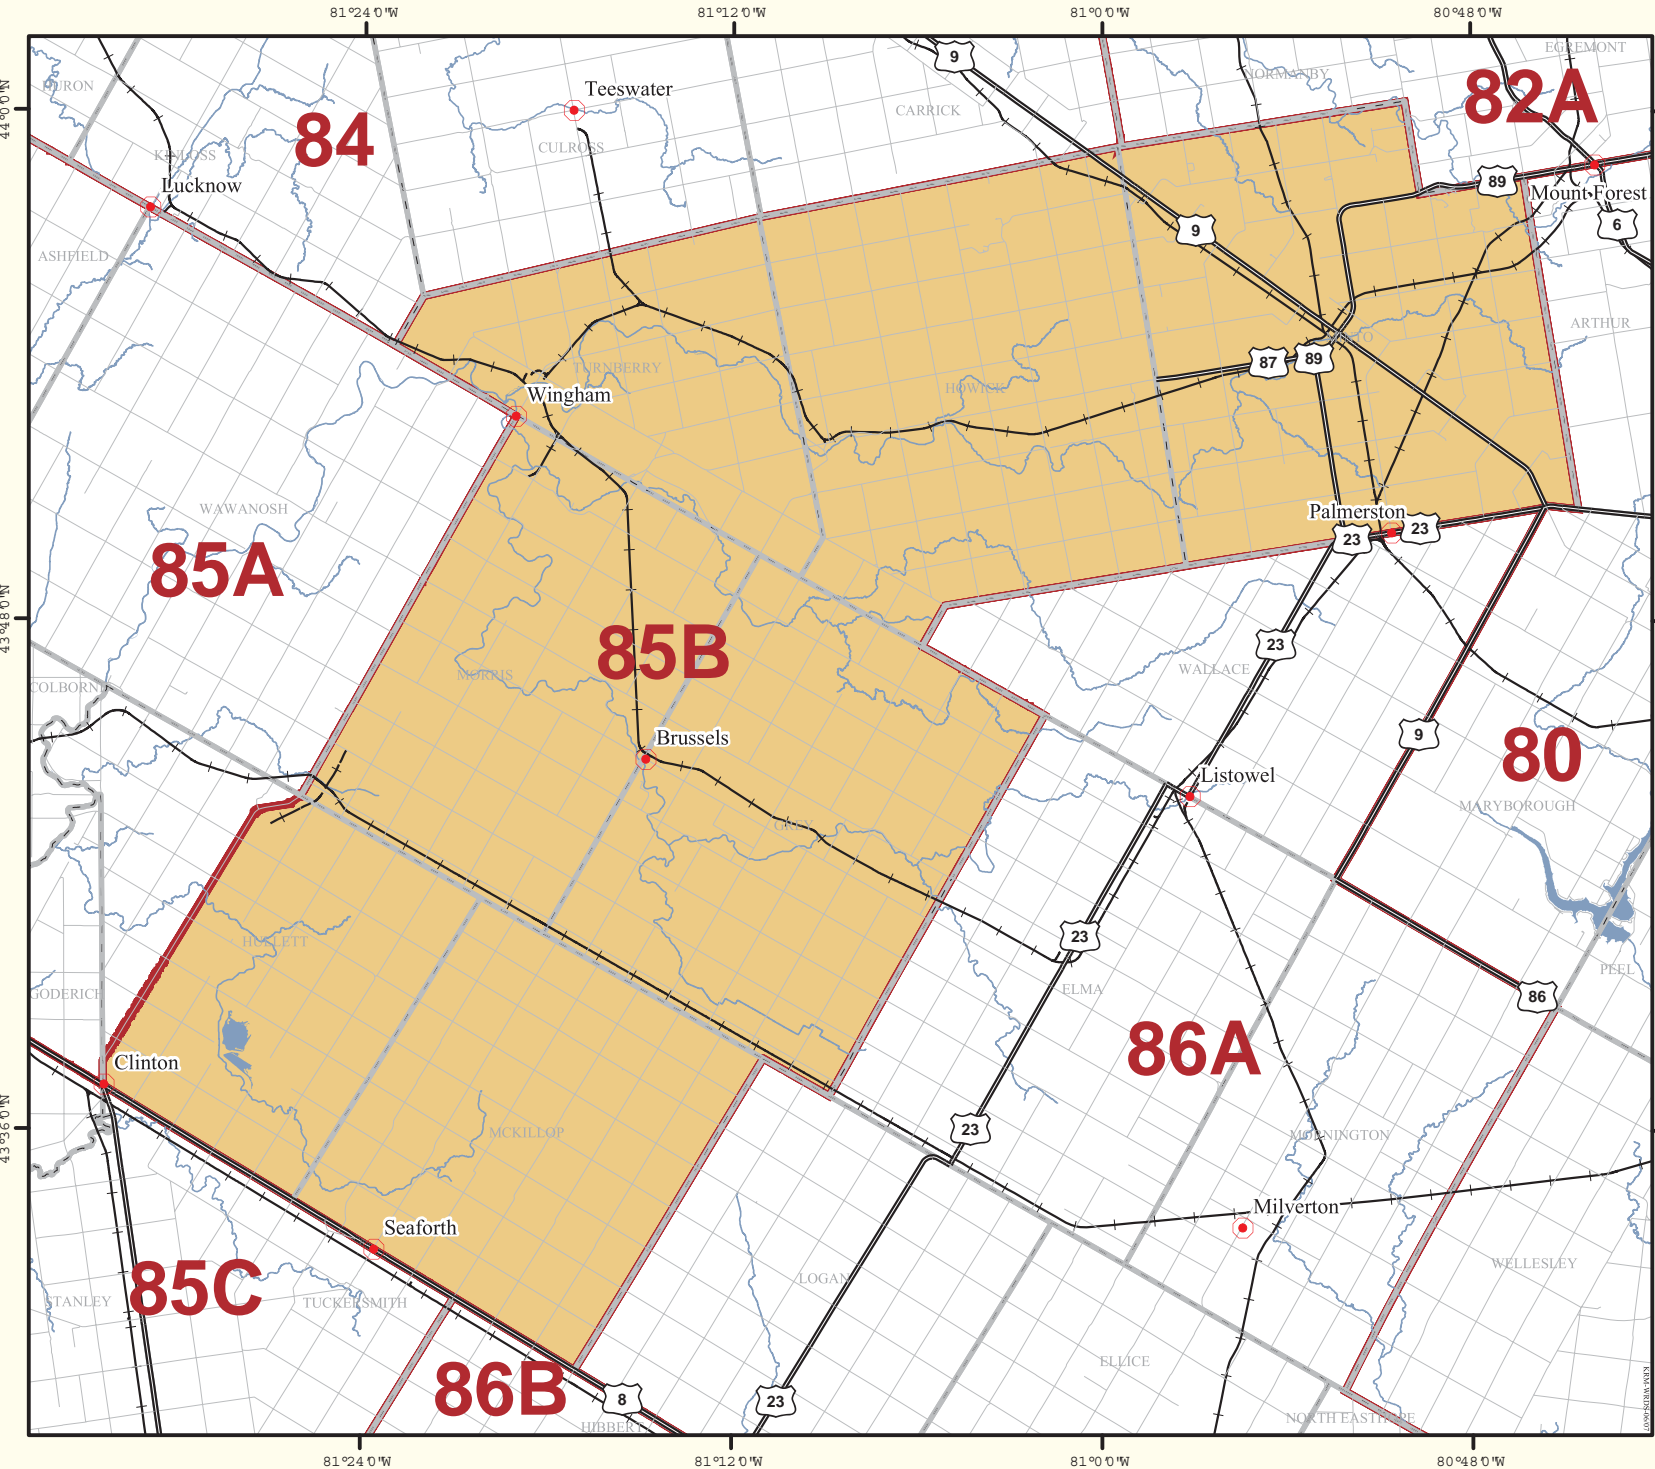 81°24'0"W
81°12'0"W
81°0'0"W
80°48'0"W
EGREMONT
9
NORMANBY
HURON
44°0'0"N
Teeswater
82A
CARRICK
84
CULROSS
KINLOSS
Lucknow
89
Mount Forest
6
9
ASHFIELD
ARTHUR
MINTO
87
89
TURNBERRY
HOWICK
Wingham
WAWANOSH
Palmerston
23
23
85A
43°48'0"N
85B
23
MORRIS
WALLACE
COLBORNE
Brussels
9
80
Listowel
MARYBOROUGH
GREY
23
HULLETT
PEEL
GODERICH
ELMA
86
86A
Clinton
23
MCKILLOP
43°36'0"N
MORNINGTON
Milverton
Seaforth
WELLESLEY
85C
LOGAN
STANLEY
TUCKERSMITH
ELLICE
86B
8
23
NORTH EASTHOPE
HIBBERT
81°24'0"W
81°12'0"W
81°0'0"W
80°48'0"W